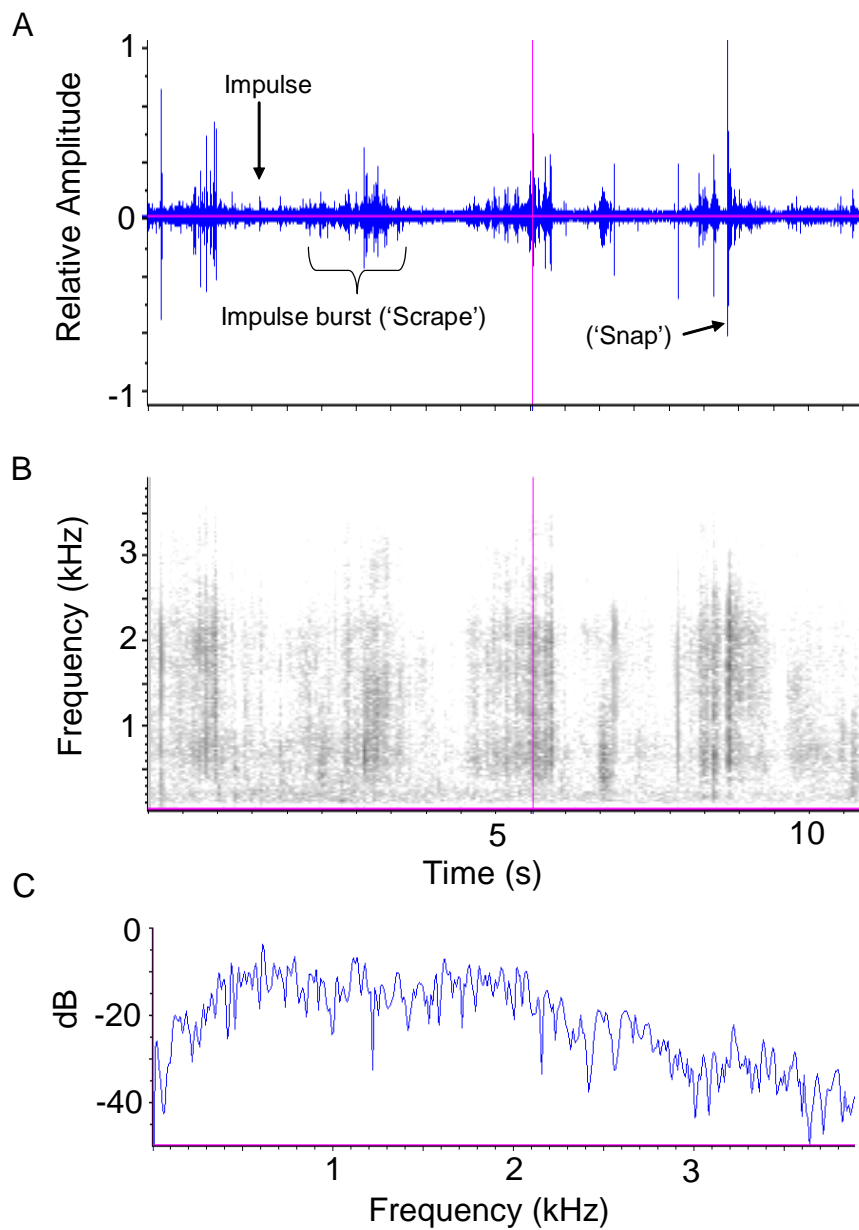 A
Relative Amplitude
1
0
-1
Impulse
Impulse burst (‘Scrape’)
(‘Snap’)
B
Frequency (kHz)
3
2
1
5
10
Time (s)
C
dB
0
-20
-40
1
2
3
Frequency (kHz)